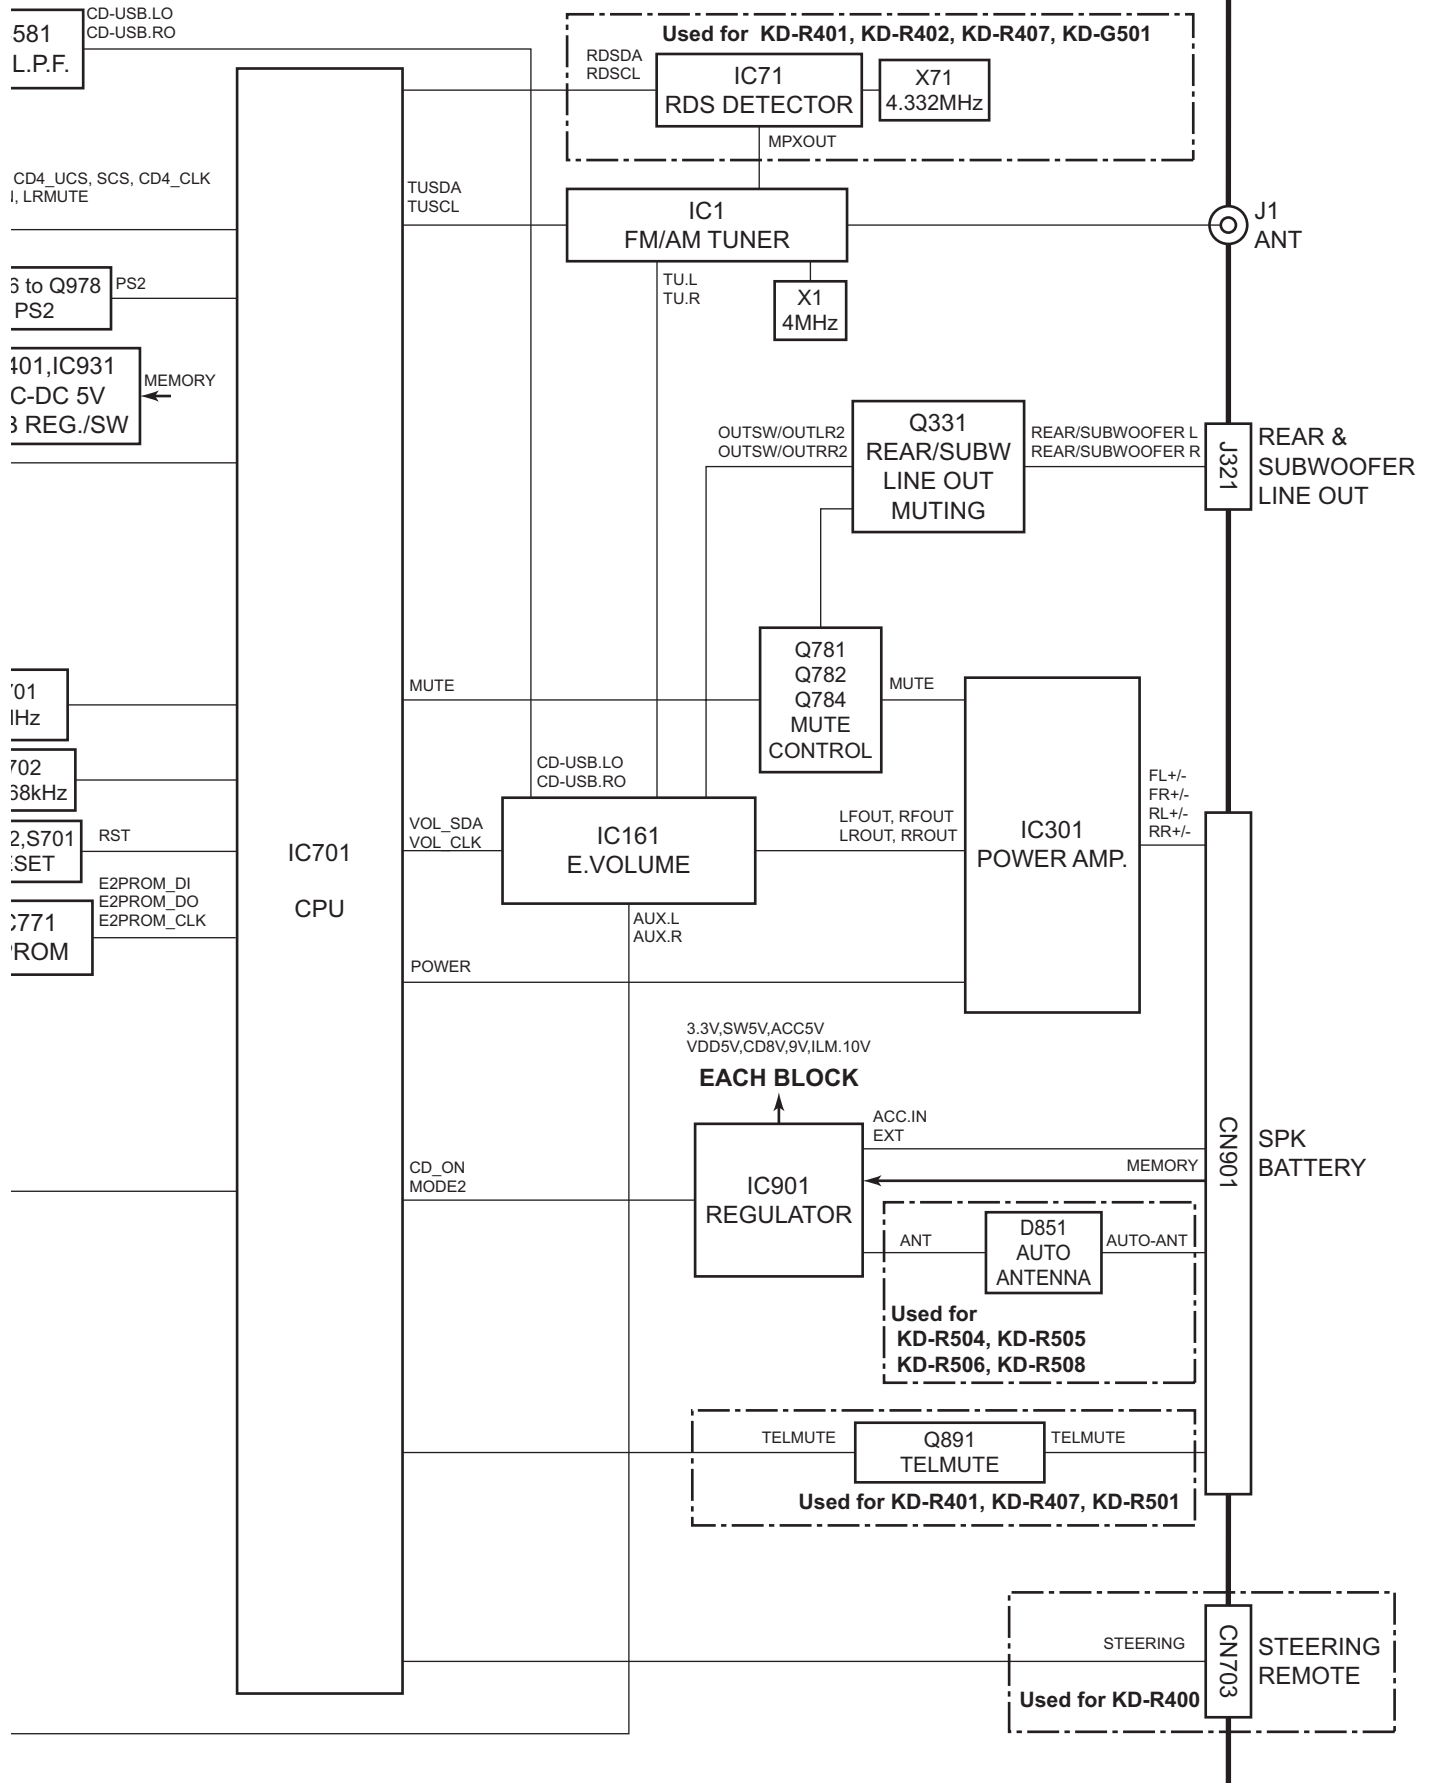 CD-USB.LO
CD-USB.RO
581
L.P.F.
Used for KD-R401, KD-R402, KD-R407, KD-G501
RDSDA
RDSCL
IC71
RDS DETECTOR
X71
4.332MHz
MPXOUT
CD4_UCS, SCS, CD4_CLK
, LRMUTE
TUSDA
TUSCL
IC1
FM/AM TUNER
J1
ANT
6 to Q978
PS2
PS2
TU.L
TU.R
X1
4MHz
401,IC931
C-DC 5V
REG./SW
MEMORY
OUTSW/OUTLR2
OUTSW/OUTRR2
Q331
REAR/SUBW
LINE OUT
MUTING
REAR/SUBWOOFER L
REAR/SUBWOOFER R
J321
REAR &
SUBWOOFER
LINE OUT
Q781
Q782
Q784
MUTE
CONTROL
MUTE
MUTE
701
Hz
702
68kHz
CD-USB.LO
CD-USB.RO
FL+/-
FR+/-
RL+/-
RR+/-
2,S701
SET
RST
IC701
CPU
VOL_SDA
VOL_CLK
IC161
E.VOLUME
LFOUT, RFOUT
LROUT, RROUT
IC301
POWER AMP.
E2PROM_DI
E2PROM_DO
E2PROM_CLK
C771
PROM
AUX.L
AUX.R
POWER
3.3V,SW5V,ACC5V
VDD5V,CD8V,9V,ILM.10V
EACH BLOCK
ACC.IN
EXT
MEMORY
CN901
SPK
BATTERY
CD_ON
MODE2
IC901
REGULATOR
ANT
D851
AUTO
ANTENNA
AUTO-ANT
Used for
KD-R504, KD-R505
KD-R506, KD-R508
TELMUTE
Q891
TELMUTE
TELMUTE
Used for KD-R401, KD-R407, KD-R501
STEERING
CN703
STEERING
REMOTE
Used for KD-R400